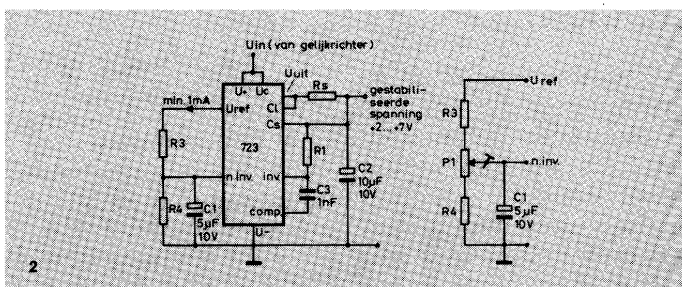 Uin (van gelijkrichter)
U+
Uc
Uuit
Rs
min. 1mA
Uref
Cl
gestabili-
seerde
spanning
+2...+7V
Cs
R3
723
R1
n.inv.
inv.
C2
10µF
10V
R4
C1
5µF
10V
C3
1nF
comp.
U-
Uref
R3
P1
n.inv.
R4
C1
5µF
10V
2